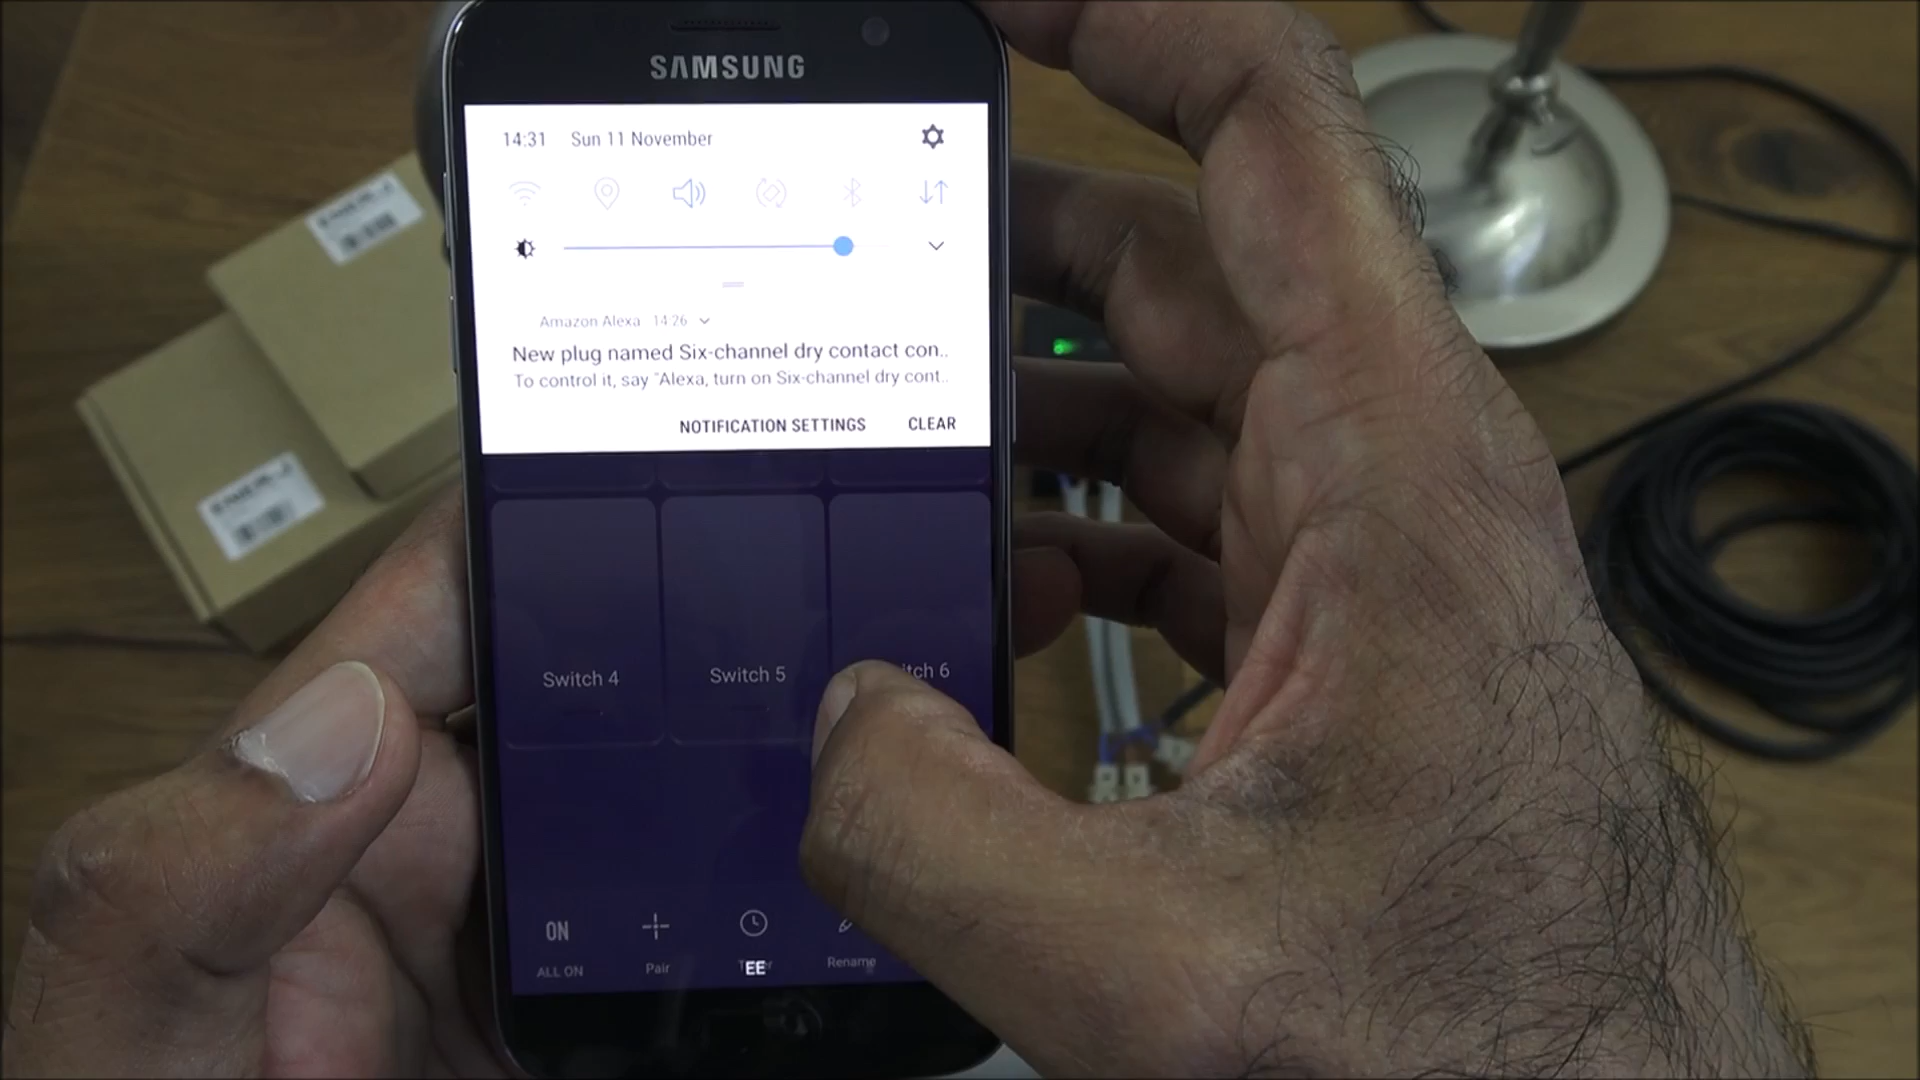 SAMSUNG
14:31 Sun 11 November
Amazon Alexa 14:26
New plug named Six-channel dry contact con..
To control it, say "Alexa, turn on Six-channel dry cont..
NOTIFICATION SETTINGS CLEAR
Switch 4 Switch 5 itch 6
ON
ALL ON Pair EE Rename